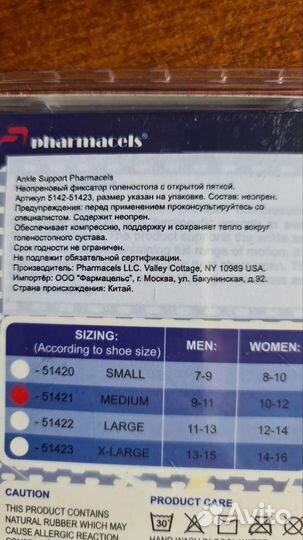 pharmacels®
Ankle Support Pharmacels
Неопреновый фиксатор голеностопа с открытой пяткой.
Артикул 5142-51423, размер указан на упаковке. Состав: неопрен.
Предупреждения: перед применением проконсультируйтесь со
специалистом. Содержит неопрен.
Обеспечивает компрессию, поддержку и сохраняет тепло вокруг
голеностопного сустава.
Срок годности не ограничен.
Не подлежит обязательной сертификации.
Производитель: Pharmacels LLC. Valley Cottage, NY 10989 USA.
Импортёр: ООО "Фармацельс", г. Москва, ул. Бакунинская, д.92.
Страна происхождения: Китай.
SIZING: MEN: WOMEN:
(According to shoe size)
- 51420 SMALL 7-9 8-10
- 51421 MEDIUM 9-11 10-12
- 51422 LARGE 11-13 12-14
- 51423 X-LARGE 13-15 14-16
CAUTION PRODUCT CARE
THIS PRODUCT CONTAINS
NATURAL RUBBER WHICH MAY
CAUSE ALLERGIC REACTION
30
Avito